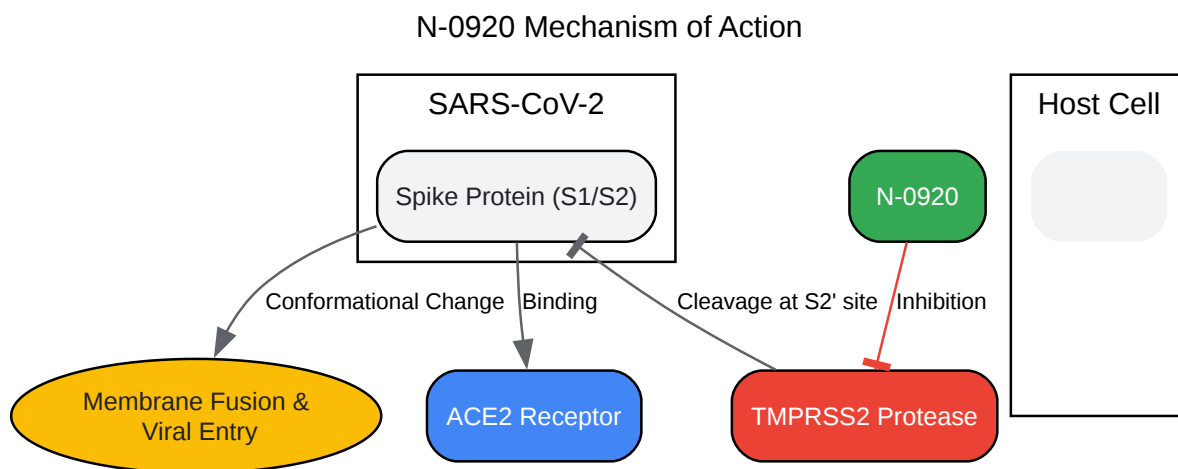 N-0920 Mechanism of Action
SARS-CoV-2
Host Cell
Spike Protein (S1/S2)
N-0920
Conformational Change
Binding
Cleavage at S2' site
Inhibition
Membrane Fusion &
Viral Entry
ACE2 Receptor
TMPRSS2 Protease